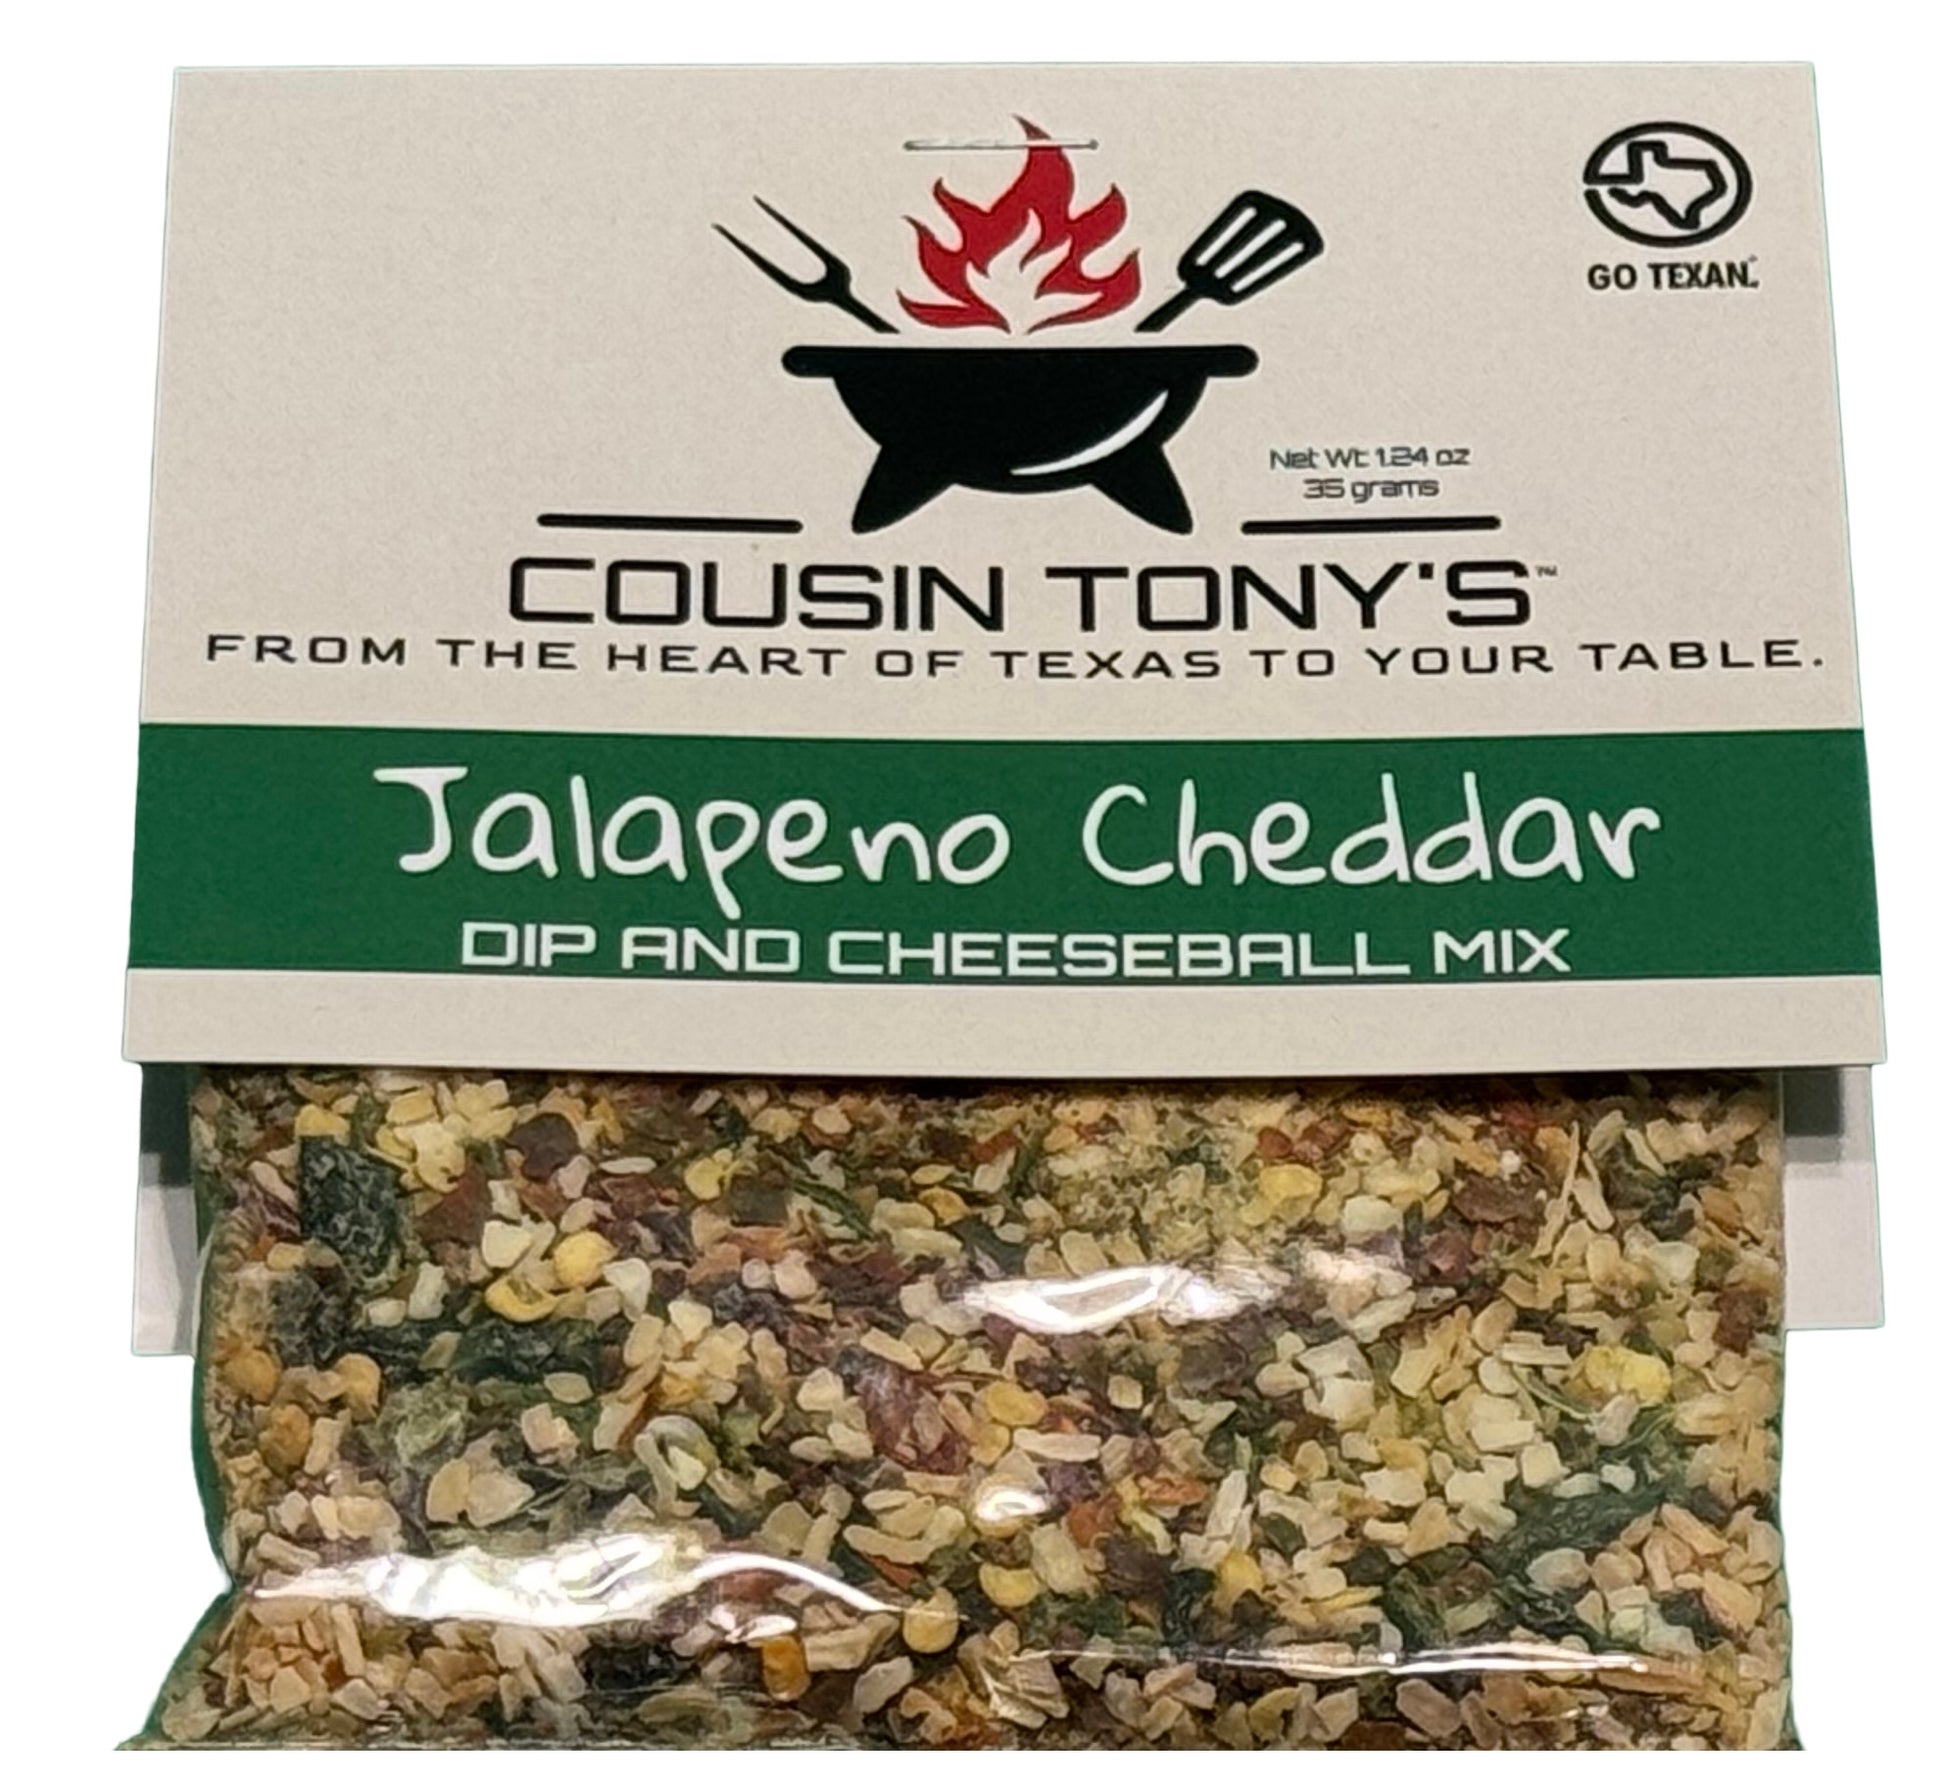 GO TEXAN.
Net Wt 1.24 oz
35 grams
COUSIN TONY'S™
FROM THE HEART OF TEXAS TO YOUR TABLE.
Jalapeno Cheddar
DIP AND CHEESEBALL MIX